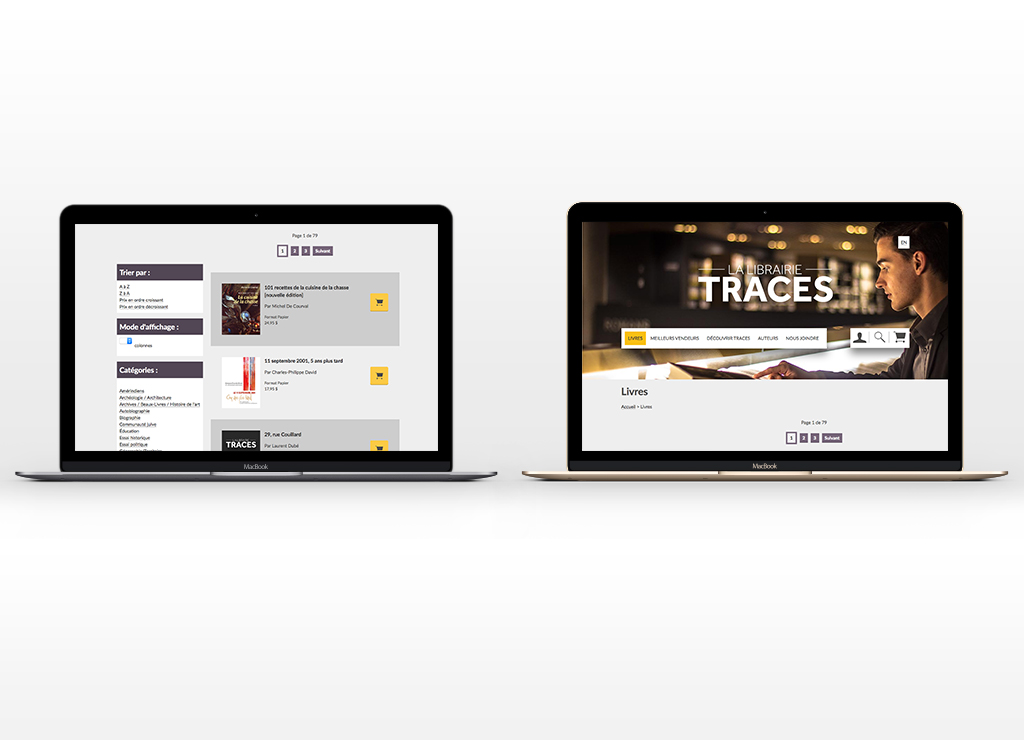 Page 1 de 79
1 2 3 Suivant
Trier par :
A à Z
Z à A
Prix en ordre croissant
Prix en ordre décroissant
Mode d'affichage :
colonnes
Catégories :
Amérindiens
Archéologie / Architecture
Archives / Beaux-Livres / Histoire de l'art
Autobiographie
Biographie
Communauté juive
Éducation
Essai historique
Essai politique
101 recettes de la cuisine de la chasse
(nouvelle édition)
Par Michel De Courval
Format Papier
24,95 $
La cuisine
de la chasse
11 septembre 2001, 5 ans plus tard
Par Charles-Philippe David
Format Papier
17,95 $
29, rue Couillard
Par Laurent Dubé
TRACES
MacBook
EN
LA LIBRAIRIE
TRACES
LIVRES MEILLEURS VENDEURS DÉCOUVRIR TRACES AUTEURS NOUS JOINDRE
Livres
Accueil > Livres
Page 1 de 79
1 2 3 Suivant
MacBook